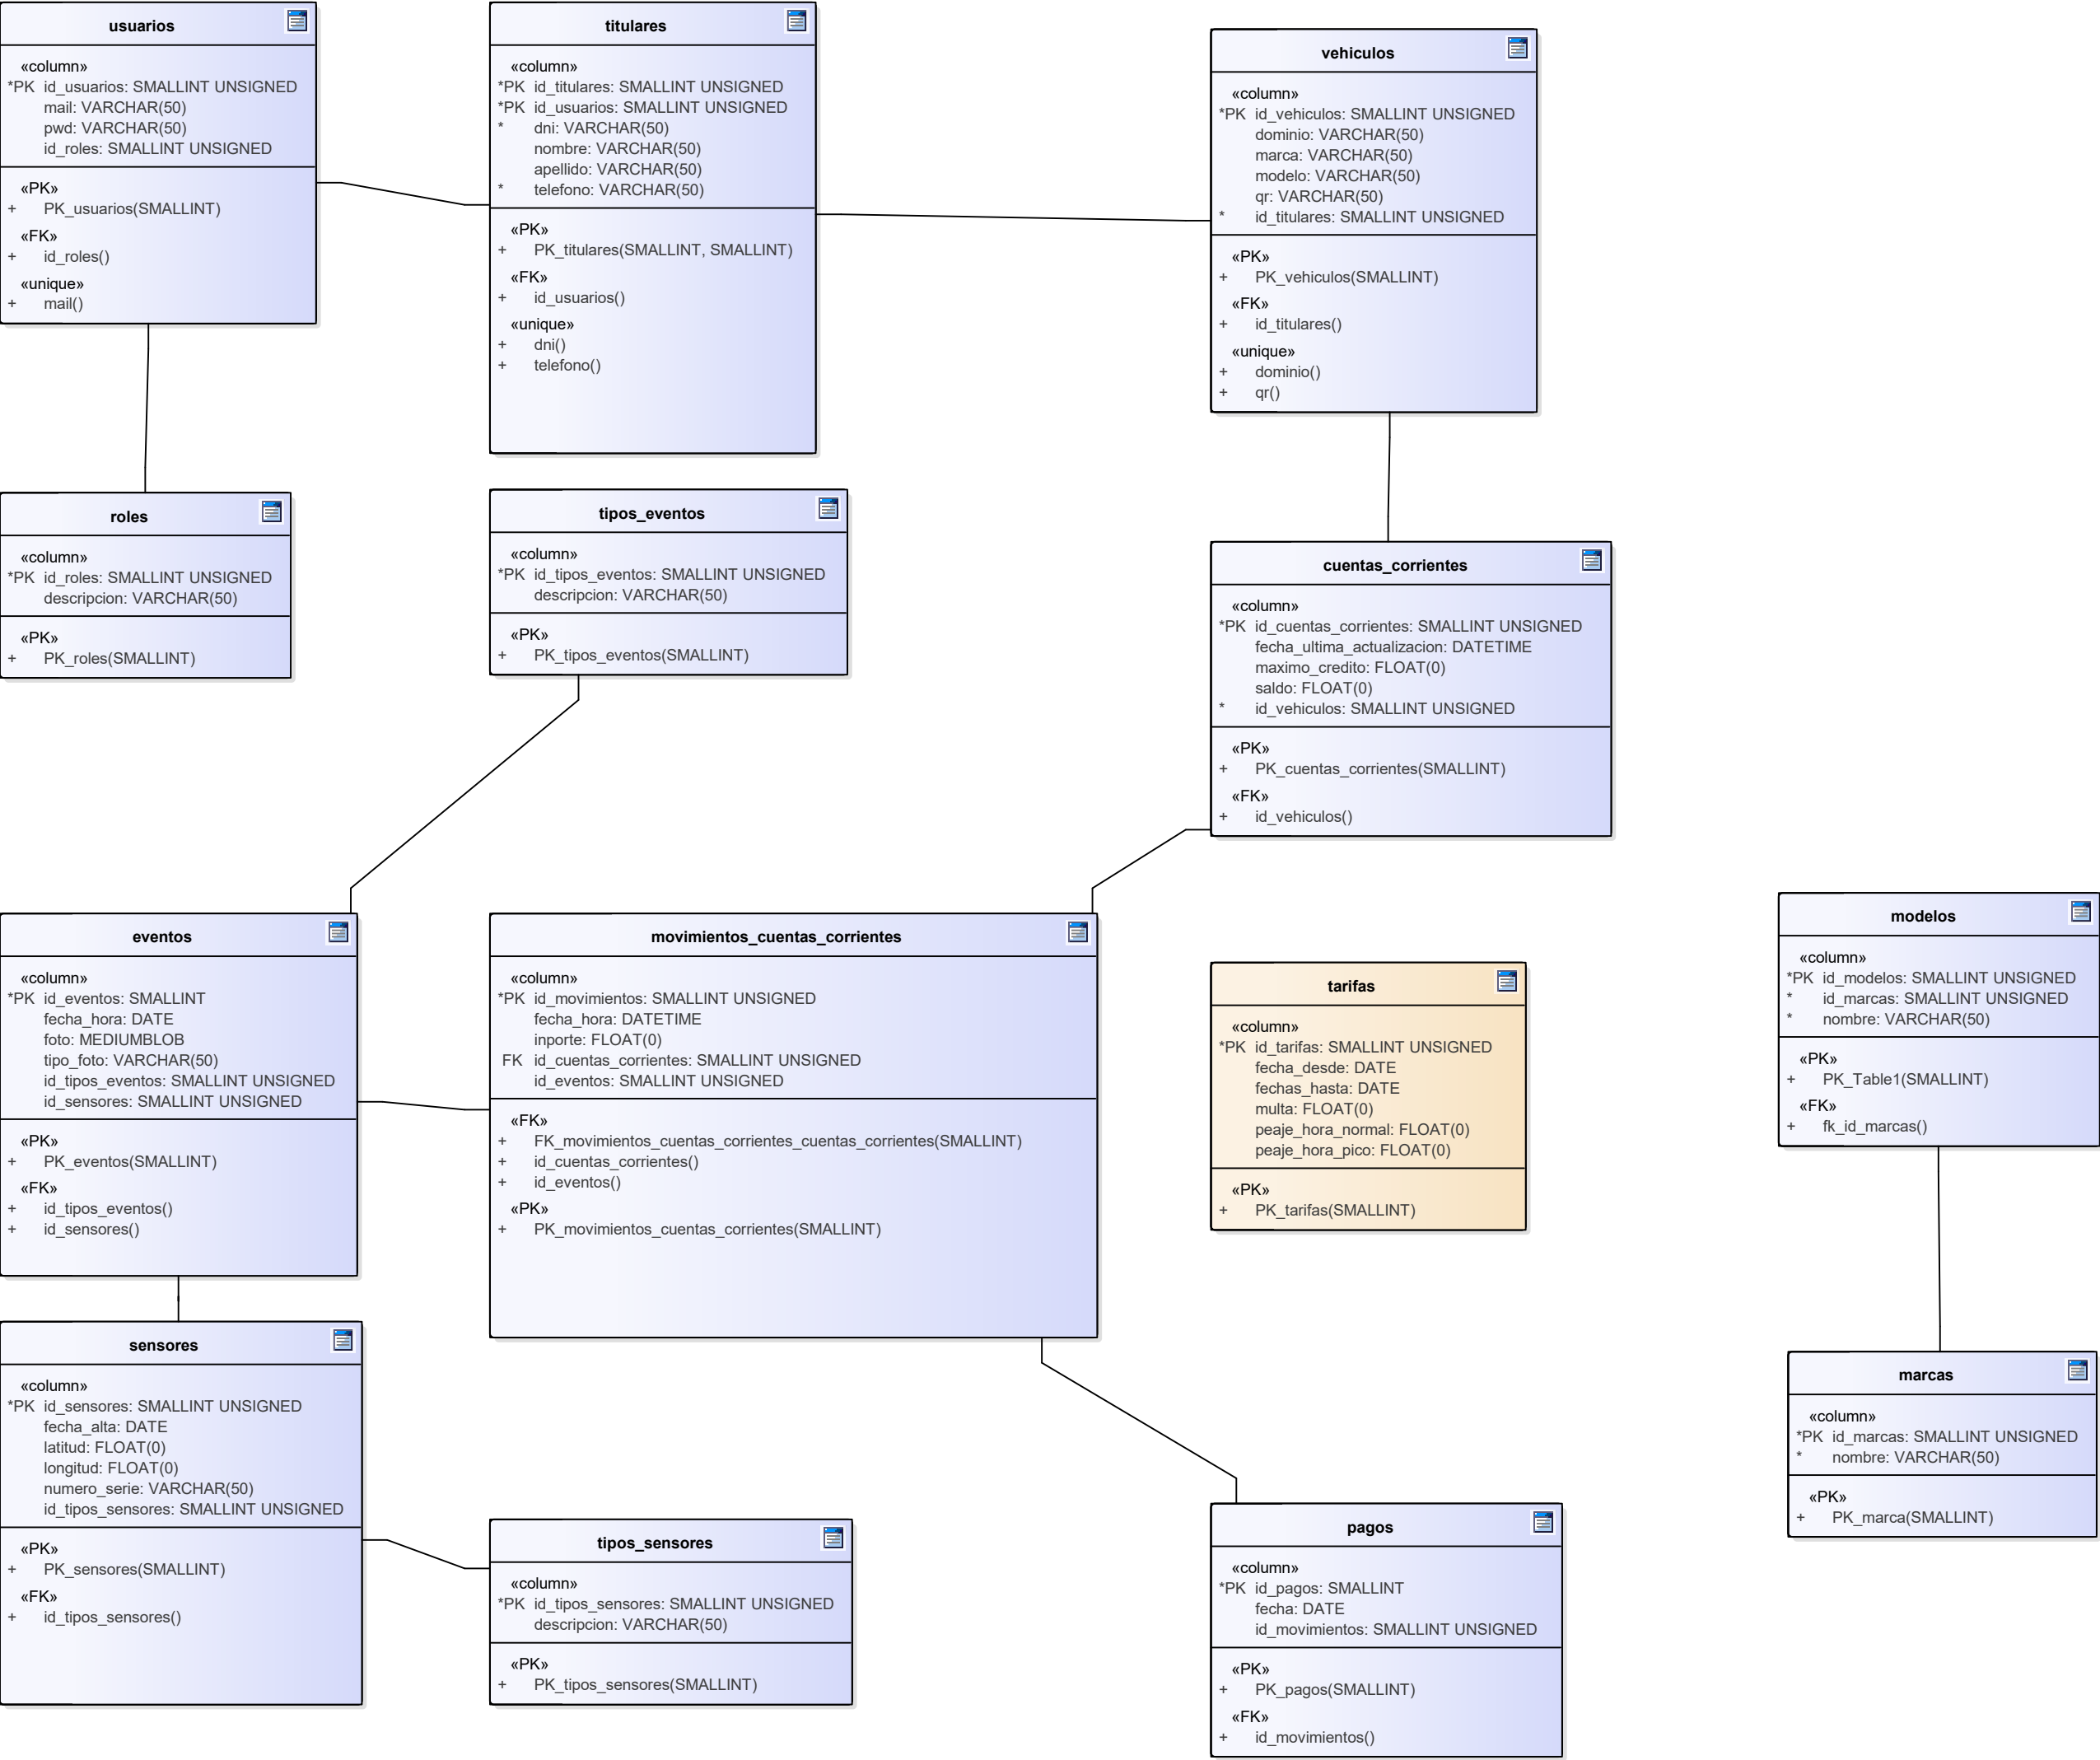 usuarios
«column»
*PK id_usuarios: SMALLINT UNSIGNED
mail: VARCHAR(50)
pwd: VARCHAR(50)
id_roles: SMALLINT UNSIGNED
«PK»
+ PK_usuarios(SMALLINT)
«FK»
+ id_roles()
«unique»
+ mail()
titulares
«column»
*PK id_titulares: SMALLINT UNSIGNED
*PK id_usuarios: SMALLINT UNSIGNED
* dni: VARCHAR(50)
nombre: VARCHAR(50)
apellido: VARCHAR(50)
* telefono: VARCHAR(50)
«PK»
+ PK_titulares(SMALLINT, SMALLINT)
«FK»
+ id_usuarios()
«unique»
+ dni()
+ telefono()
vehiculos
«column»
*PK id_vehiculos: SMALLINT UNSIGNED
dominio: VARCHAR(50)
marca: VARCHAR(50)
modelo: VARCHAR(50)
qr: VARCHAR(50)
* id_titulares: SMALLINT UNSIGNED
«PK»
+ PK_vehiculos(SMALLINT)
«FK»
+ id_titulares()
«unique»
+ dominio()
+ qr()
roles
«column»
*PK id_roles: SMALLINT UNSIGNED
descripcion: VARCHAR(50)
«PK»
+ PK_roles(SMALLINT)
tipos_eventos
«column»
*PK id_tipos_eventos: SMALLINT UNSIGNED
descripcion: VARCHAR(50)
«PK»
+ PK_tipos_eventos(SMALLINT)
cuentas_corrientes
«column»
*PK id_cuentas_corrientes: SMALLINT UNSIGNED
fecha_ultima_actualizacion: DATETIME
maximo_credito: FLOAT(0)
saldo: FLOAT(0)
* id_vehiculos: SMALLINT UNSIGNED
«PK»
+ PK_cuentas_corrientes(SMALLINT)
«FK»
+ id_vehiculos()
eventos
«column»
*PK id_eventos: SMALLINT
fecha_hora: DATE
foto: MEDIUMBLOB
tipo_foto: VARCHAR(50)
id_tipos_eventos: SMALLINT UNSIGNED
id_sensores: SMALLINT UNSIGNED
«PK»
+ PK_eventos(SMALLINT)
«FK»
+ id_tipos_eventos()
+ id_sensores()
movimientos_cuentas_corrientes
«column»
*PK id_movimientos: SMALLINT UNSIGNED
fecha_hora: DATETIME
inporte: FLOAT(0)
FK id_cuentas_corrientes: SMALLINT UNSIGNED
id_eventos: SMALLINT UNSIGNED
«FK»
+ FK_movimientos_cuentas_corrientes_cuentas_corrientes(SMALLINT)
+ id_cuentas_corrientes()
+ id_eventos()
«PK»
+ PK_movimientos_cuentas_corrientes(SMALLINT)
tarifas
«column»
*PK id_tarifas: SMALLINT UNSIGNED
fecha_desde: DATE
fechas_hasta: DATE
multa: FLOAT(0)
peaje_hora_normal: FLOAT(0)
peaje_hora_pico: FLOAT(0)
«PK»
+ PK_tarifas(SMALLINT)
modelos
«column»
*PK id_modelos: SMALLINT UNSIGNED
* id_marcas: SMALLINT UNSIGNED
* nombre: VARCHAR(50)
«PK»
+ PK_Table1(SMALLINT)
«FK»
+ fk_id_marcas()
sensores
«column»
*PK id_sensores: SMALLINT UNSIGNED
fecha_alta: DATE
latitud: FLOAT(0)
longitud: FLOAT(0)
numero_serie: VARCHAR(50)
id_tipos_sensores: SMALLINT UNSIGNED
«PK»
+ PK_sensores(SMALLINT)
«FK»
+ id_tipos_sensores()
tipos_sensores
«column»
*PK id_tipos_sensores: SMALLINT UNSIGNED
descripcion: VARCHAR(50)
«PK»
+ PK_tipos_sensores(SMALLINT)
pagos
«column»
*PK id_pagos: SMALLINT
fecha: DATE
id_movimientos: SMALLINT UNSIGNED
«PK»
+ PK_pagos(SMALLINT)
«FK»
+ id_movimientos()
marcas
«column»
*PK id_marcas: SMALLINT UNSIGNED
* nombre: VARCHAR(50)
«PK»
+ PK_marca(SMALLINT)